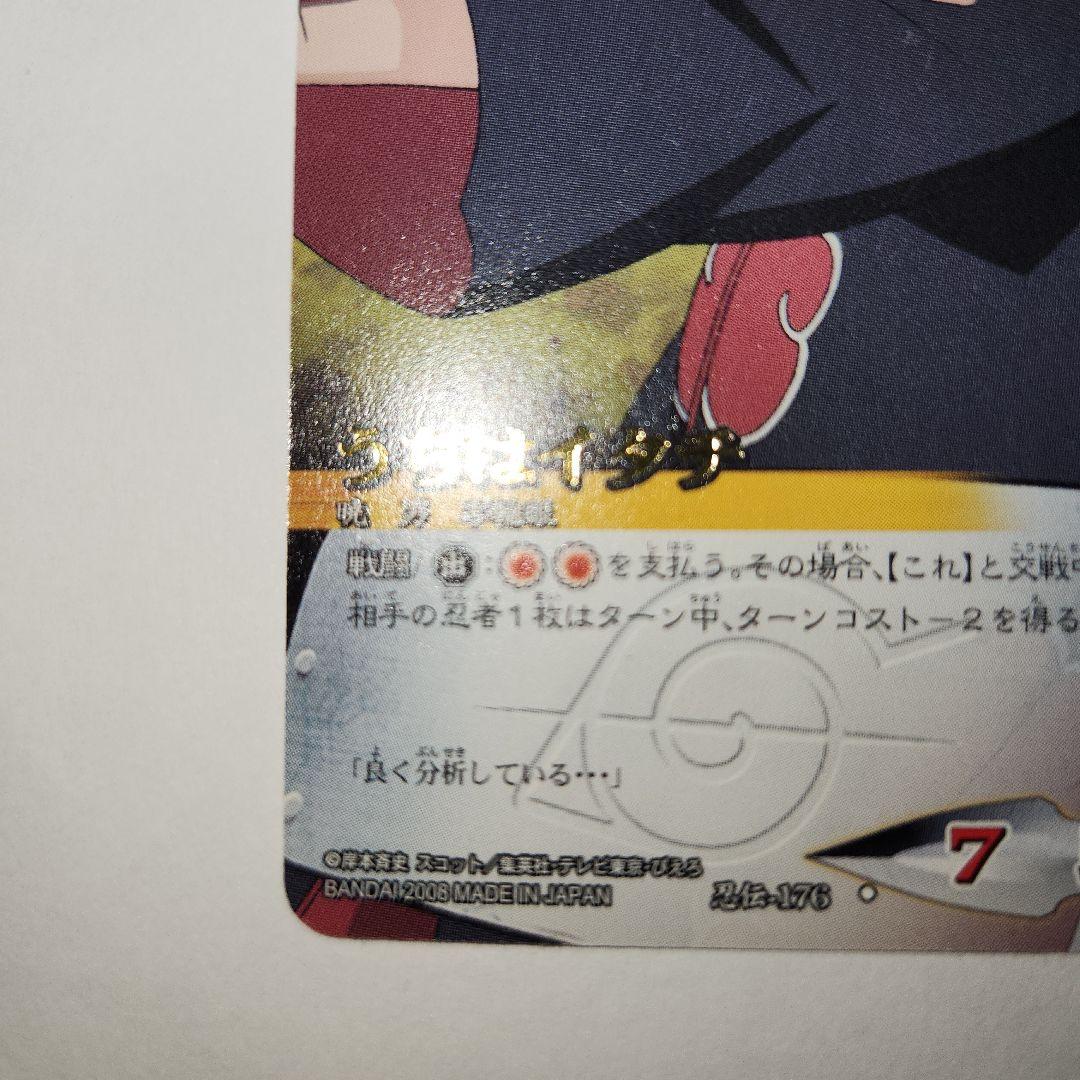 うちはイタチ
暁 男 写輪眼
戦闘 出:を支払う。その場合、【これ】と交戦中
相手の忍者1枚はターン中、ターンコスト-2を得る
「良く分析している…」
7
©岸本斉史 スコット/集英社・テレビ東京・ぴえろ
BANDAI 2008 MADE IN JAPAN 忍伝-176